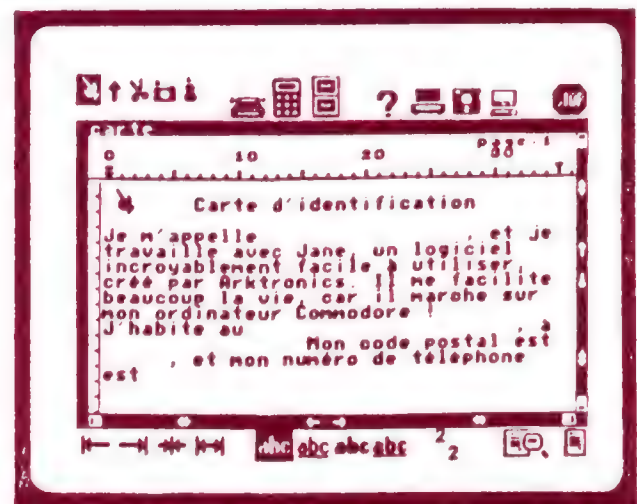 carte
page:1
0 10 20 30
Carte d'identification
Je m'appelle , et je
travaille avec Jane, un logiciel
incroyablement facile à utiliser,
créé par Arktronics. Il me facilite
beaucoup la vie, car il marche sur
mon ordinateur Commodore !
J'habite au , à
Mon code postal est
, et mon numéro de téléphone
est
?
abc abc abc abc
2 2